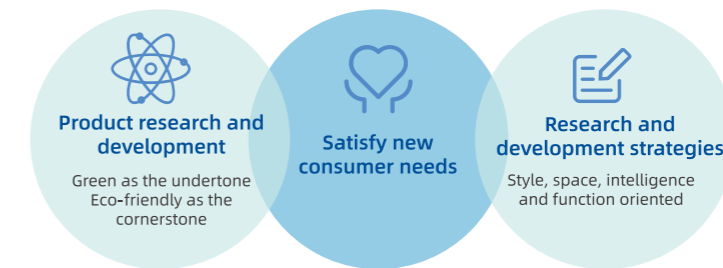 Product research and
development
Green as the undertone
Eco-friendly as the
cornerstone
Satisfy new
consumer needs
Research and
development strategies
Style, space, intelligence
and function oriented